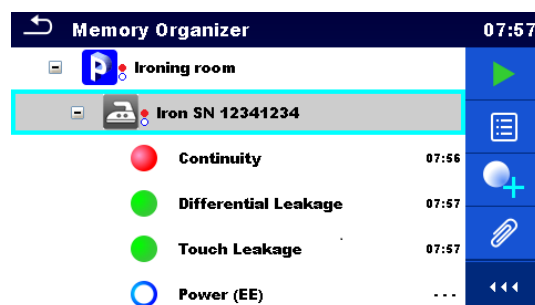 Memory Organizer 07:57
P Ironing room
Iron SN 12341234
Continuity 07:56
Differential Leakage 07:57
Touch Leakage 07:57
Power (EE) ---